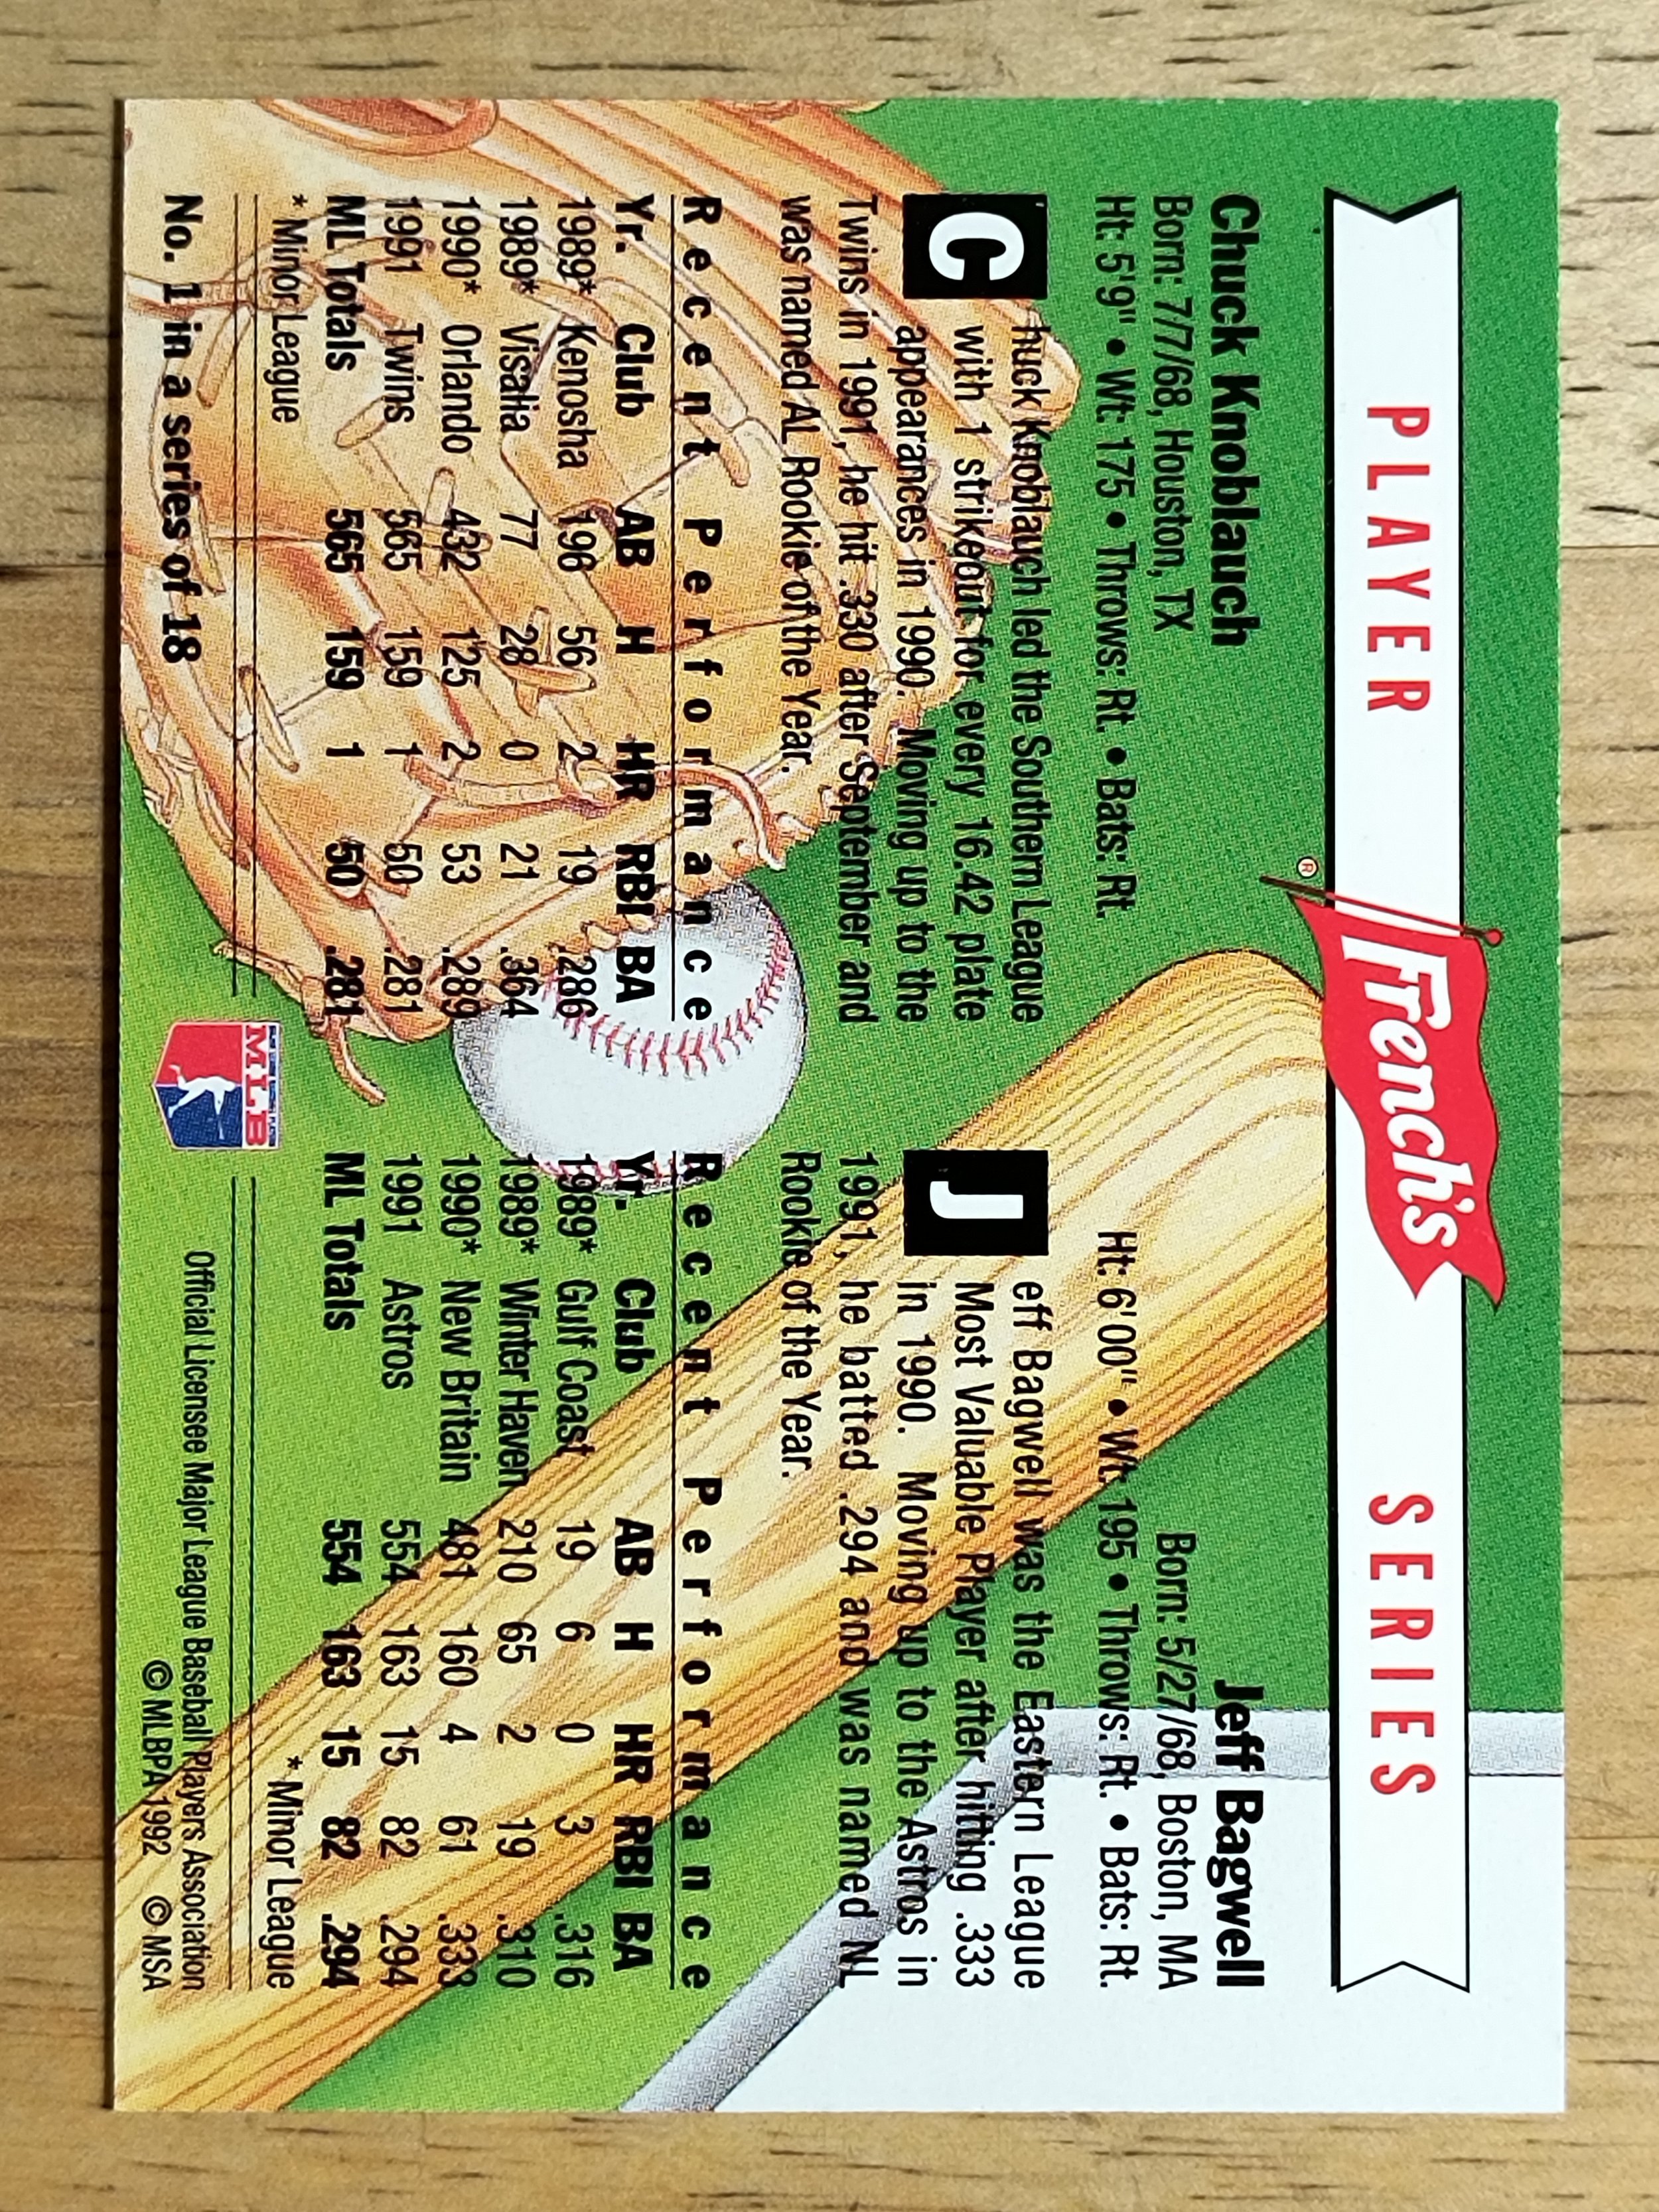 PLAYER French's SERIES
®
Chuck Knoblauch
Born: 7/7/68, Houston, TX
Ht: 5'9" • Wt: 175 • Throws: Rt. • Bats: Rt.
Chuck Knoblauch led the Southern League
with 1 strikeout for every 16.42 plate
appearances in 1990. Moving up to the
Twins in 1991, he hit .330 after September and
was named AL Rookie of the Year.
Recent Performance
Yr. Club AB H HR RBI BA
1989* Kenosha 196 56 2 19 .286
1989* Visalia 77 28 0 21 .364
1990* Orlando 432 125 2 53 .289
1991 Twins 565 159 1 50 .281
ML Totals 565 159 1 50 .281
* Minor League
No. 1 in a series of 18
MLB
Jeff Bagwell
Born: 5/27/68, Boston, MA
Ht: 6'00" • Wt: 195 • Throws: Rt. • Bats: Rt.
Jeff Bagwell was the Eastern League
Most Valuable Player after hitting .333
in 1990. Moving up to the Astros in
1991, he batted .294 and was named NL
Rookie of the Year.
Recent Performance
Yr. Club AB H HR RBI BA
1989* Gulf Coast 19 6 0 3 .316
1989* Winter Haven 210 65 2 19 .310
1990* New Britain 481 160 4 61 .333
1991 Astros 554 163 15 82 .294
ML Totals 554 163 15 82 .294
* Minor League
Official Licensee Major League Baseball Players Association
© MLBPA 1992 © MSA